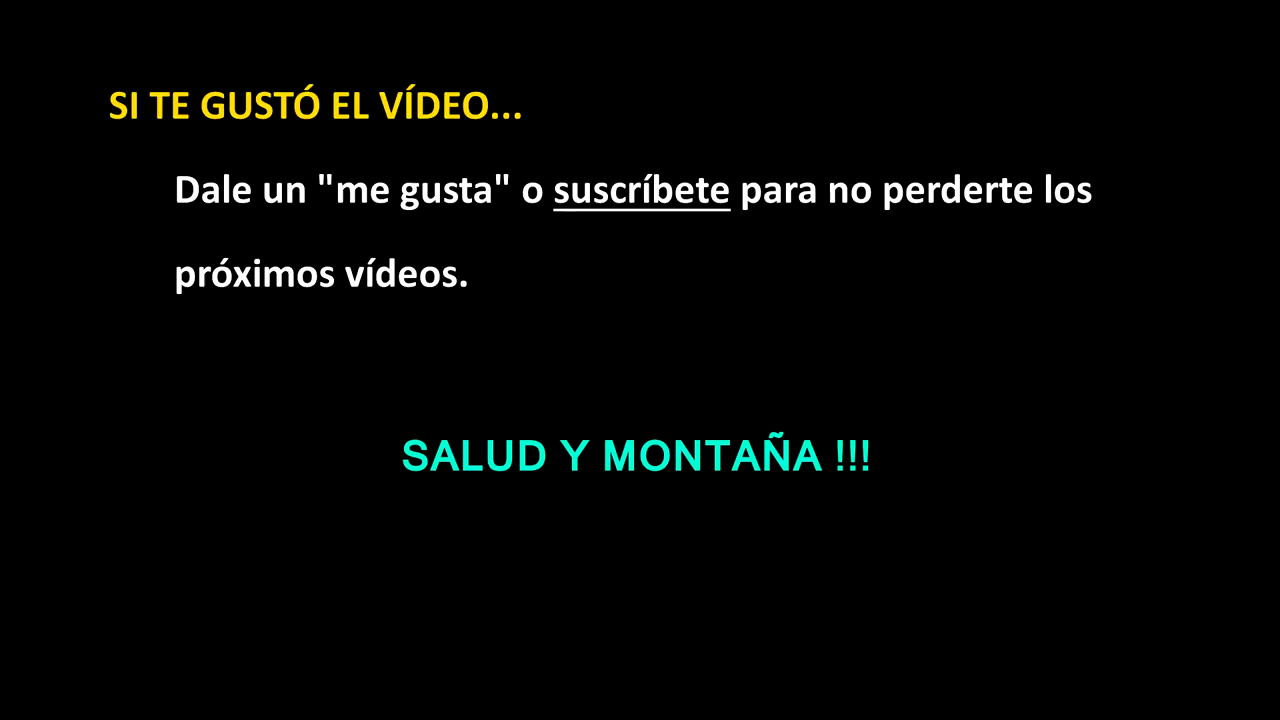 SI TE GUSTÓ EL VÍDEO...
Dale un "me gusta" o suscríbete para no perderte los
próximos vídeos.
SALUD Y MONTAÑA !!!